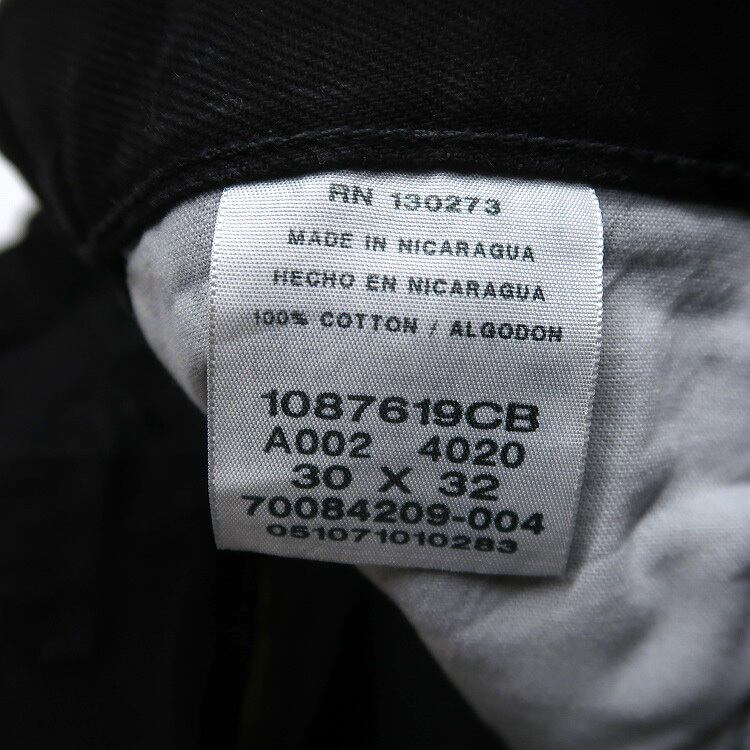 RN 130273
MADE IN NICARAGUA
HECHO EN NICARAGUA
100% COTTON / ALGODON
1087619CB
A002 4020
30 X 32
70084209-004
051071010283